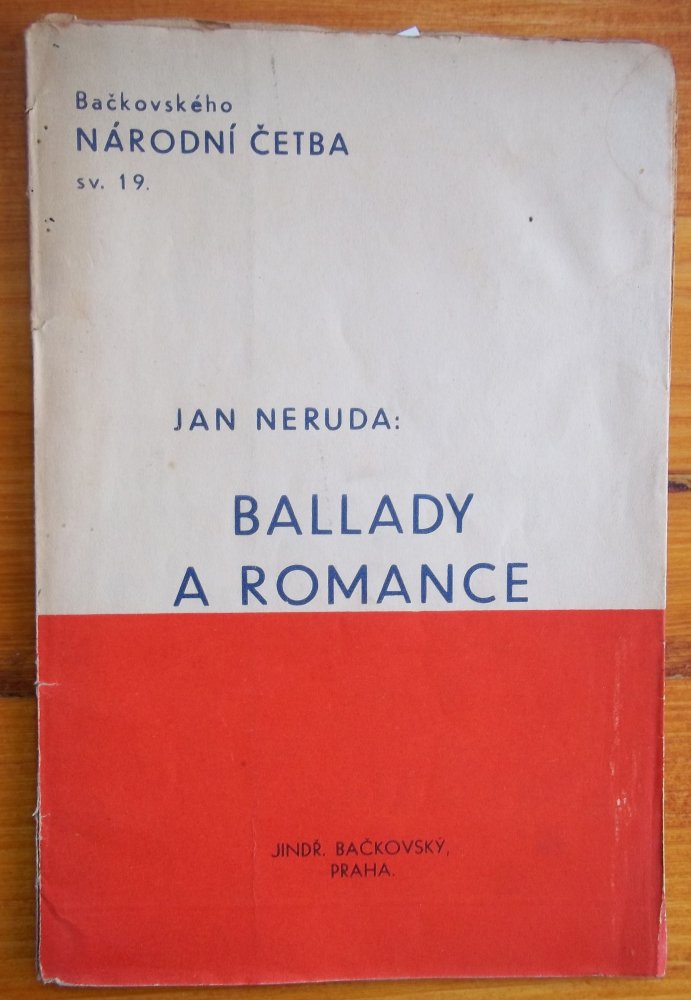 Bačkovského
NÁRODNÍ ČETBA
sv. 19.
JAN NERUDA:
BALLADY
A ROMANCE
JINDŘ. BAČKOVSKÝ,
PRAHA.